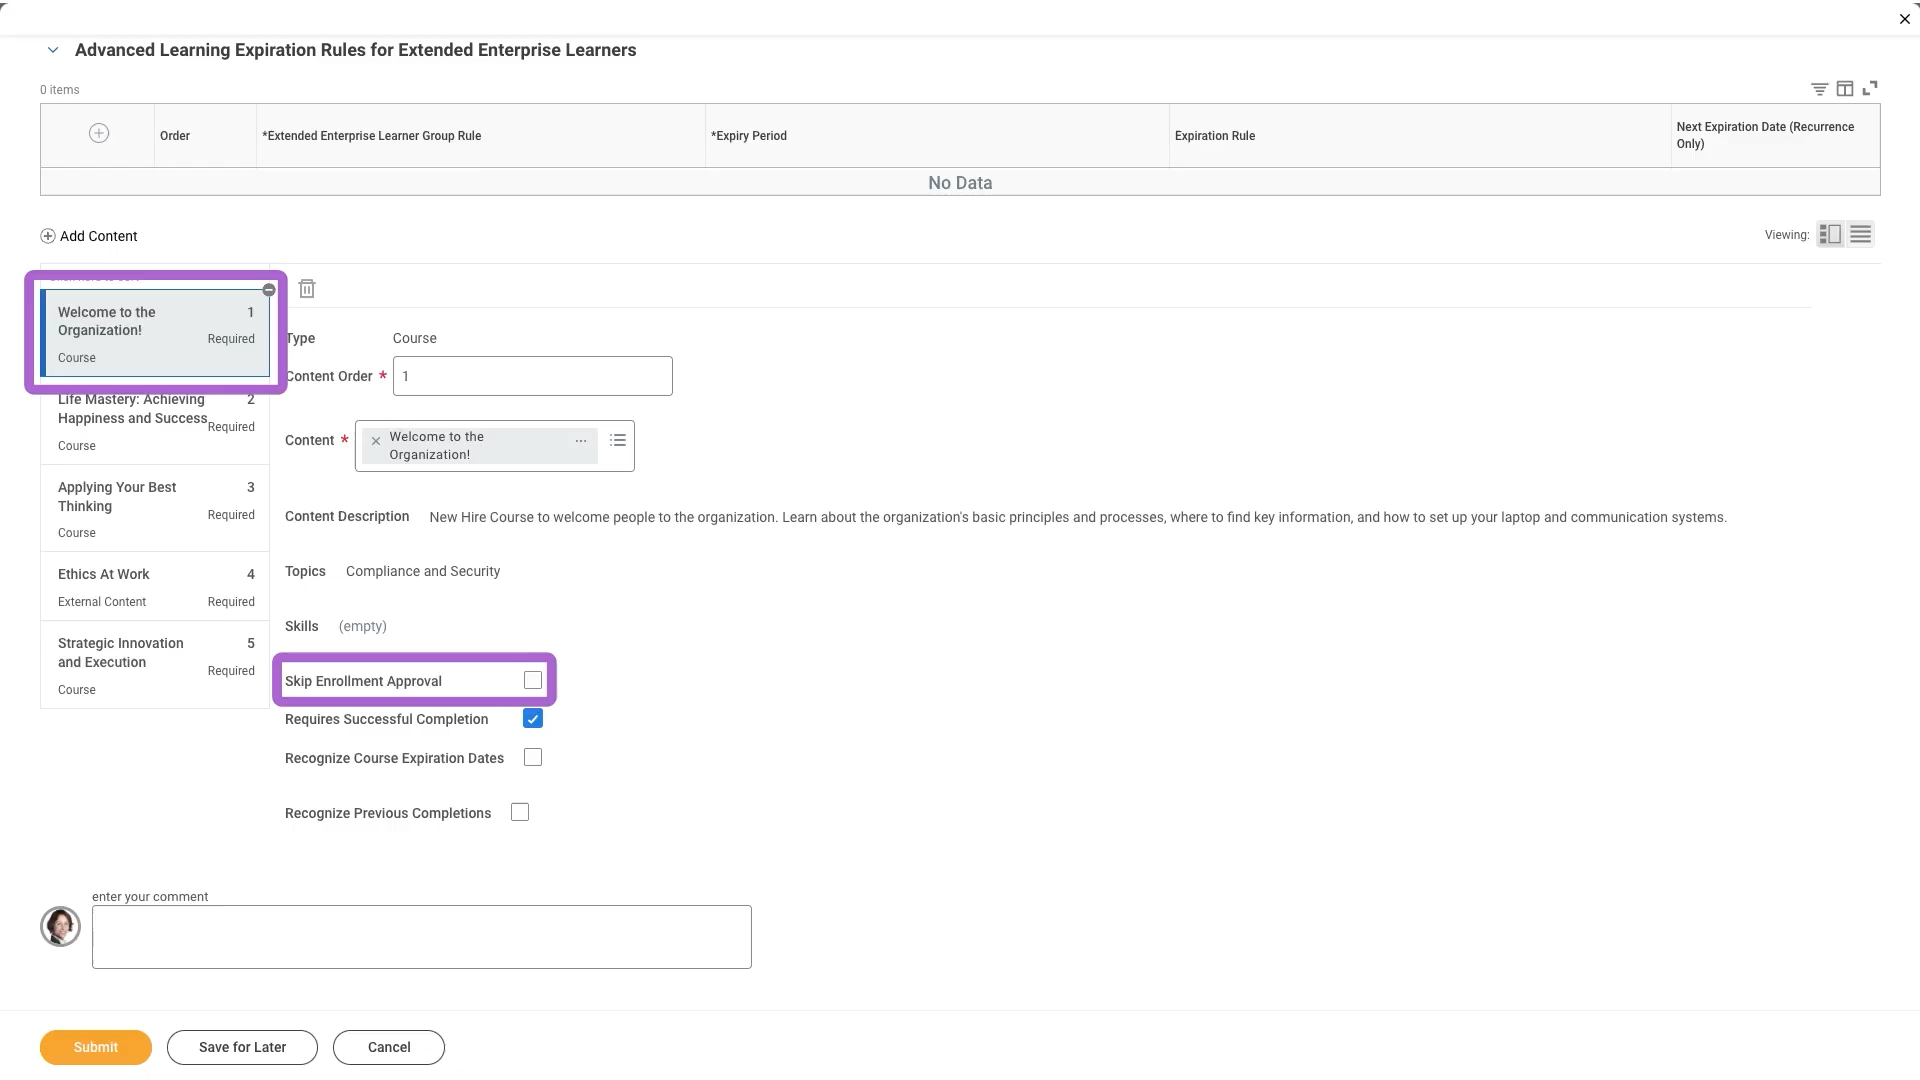 Advanced Learning Expiration Rules for Extended Enterprise Learners
0 items
Order
*Extended Enterprise Learner Group Rule
*Expiry Period
Expiration Rule
Next Expiration Date (Recurrence
Only)
No Data
Add Content
Viewing:
Welcome to the
Organization!
1
Required
Course
Life Mastery: Achieving
Happiness and Success
2
Required
Course
Applying Your Best
Thinking
3
Required
Course
Ethics At Work
4
External Content
Required
Strategic Innovation
and Execution
5
Required
Course
Type
Course
Content Order *
1
Content *
Welcome to the
Organization!
Content Description
New Hire Course to welcome people to the organization. Learn about the organization's basic principles and processes, where to find key information, and how to set up your laptop and communication systems.
Topics
Compliance and Security
Skills
(empty)
Skip Enrollment Approval
Requires Successful Completion
Recognize Course Expiration Dates
Recognize Previous Completions
enter your comment
Submit
Save for Later
Cancel